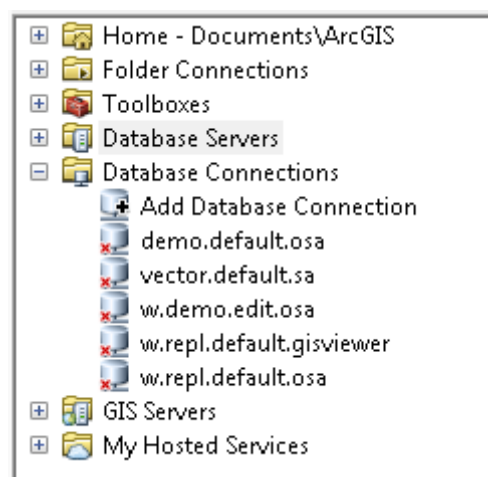 Home - Documents\ArcGIS
Folder Connections
Toolboxes
Database Servers
Database Connections
Add Database Connection
demo.default.osa
vector.default.sa
w.demo.edit.osa
w.repl.default.gisviewer
w.repl.default.osa
GIS Servers
My Hosted Services